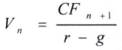 V_n = CF_{n+1} / (r - g)